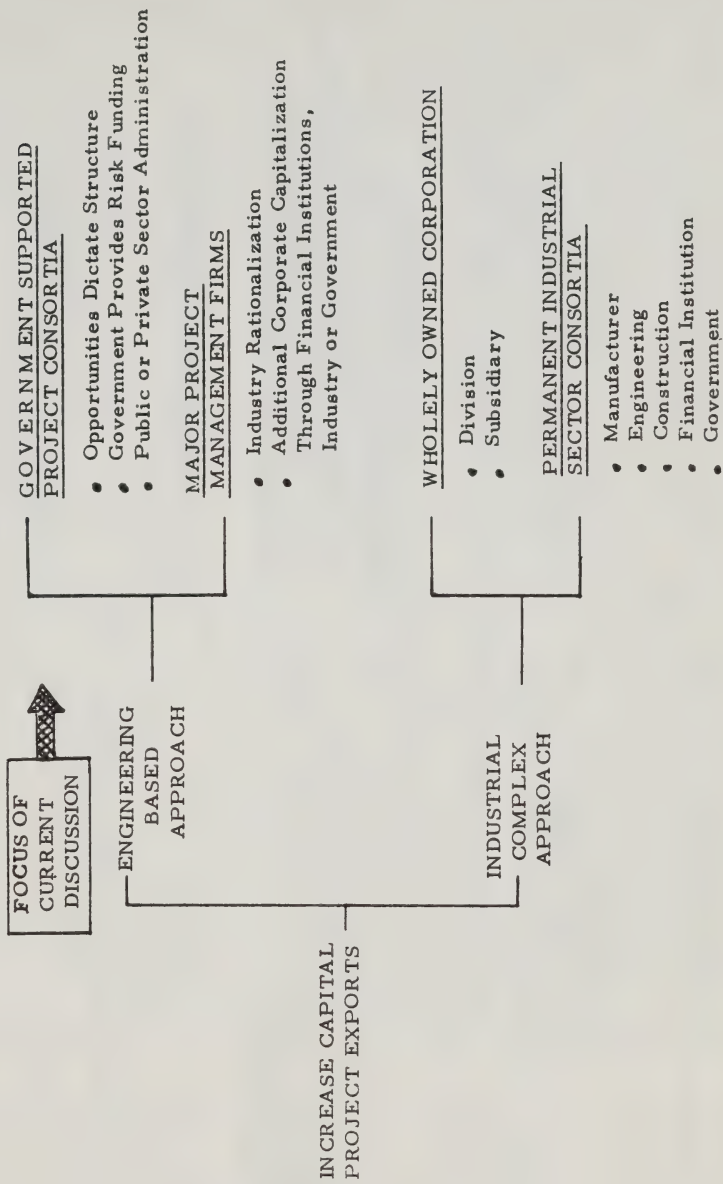 FOCUS OF
CURRENT
DISCUSSION
INCREASE CAPITAL
PROJECT EXPORTS
ENGINEERING
BASED
APPROACH
GOVERNMENT SUPPORTED
PROJECT CONSORTIA
• Opportunities Dictate Structure
• Government Provides Risk Funding
• Public or Private Sector Administration
MAJOR PROJECT
MANAGEMENT FIRMS
• Industry Rationalization
• Additional Corporate Capitalization
Through Financial Institutions,
Industry or Government
INDUSTRIAL
COMPLEX
APPROACH
WHOLELY OWNED CORPORATION
• Division
• Subsidiary
PERMANENT INDUSTRIAL
SECTOR CONSORTIA
• Manufacturer
• Engineering
• Construction
• Financial Institution
• Government